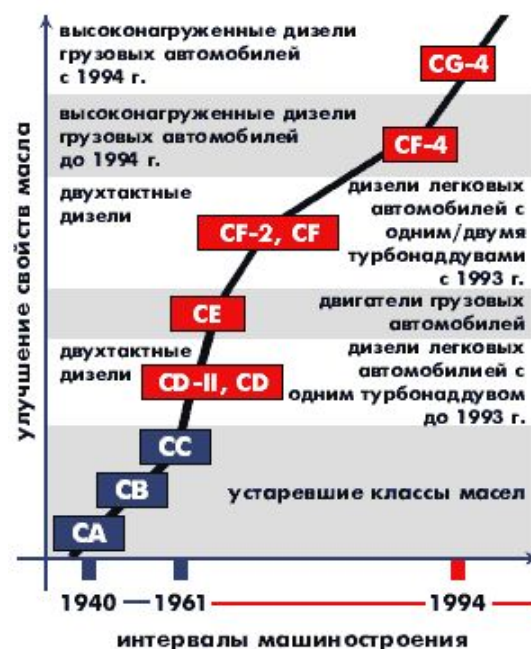 улучшение свойств масла
высоконагруженные дизели
грузовых автомобилей
с 1994 г.
CG-4
высоконагруженные дизели
грузовых автомобилей
до 1994 г.
CF-4
двухтактные
дизели
CF-2, CF
дизели легковых
автомобилей с
одним/двумя
турбонаддувами
с 1993 г.
CE
двигатели грузовых
автомобилей
двухтактные
дизели
CD-II, CD
дизели легковых
автомобилией с
одним турбонаддувом
до 1993 г.
CC
CB
CA
устаревшие классы масел
1940 — 1961 1994
интервалы машиностроения